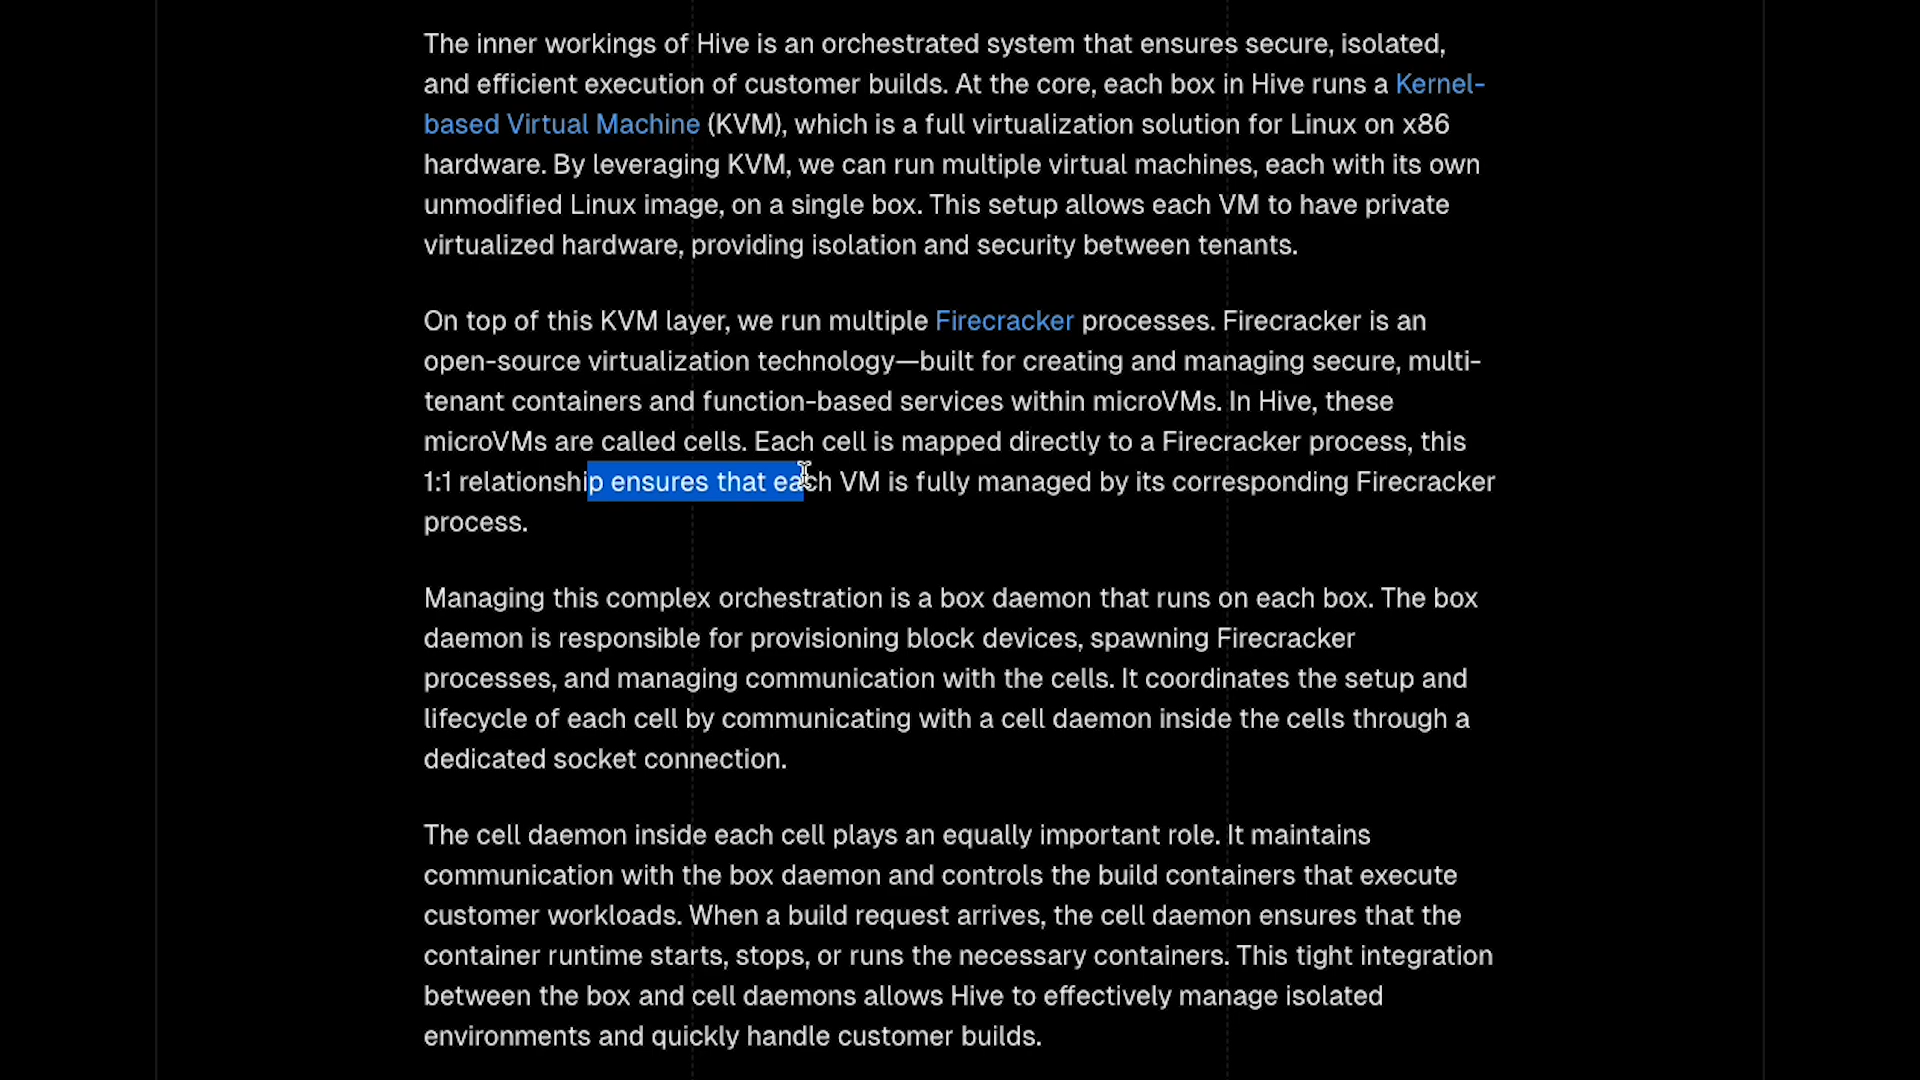 The inner workings of Hive is an orchestrated system that ensures secure, isolated,
and efficient execution of customer builds. At the core, each box in Hive runs a Kernel-
based Virtual Machine (KVM), which is a full virtualization solution for Linux on x86
hardware. By leveraging KVM, we can run multiple virtual machines, each with its own
unmodified Linux image, on a single box. This setup allows each VM to have private
virtualized hardware, providing isolation and security between tenants.
On top of this KVM layer, we run multiple Firecracker processes. Firecracker is an
open-source virtualization technology—built for creating and managing secure, multi-
tenant containers and function-based services within microVMs. In Hive, these
microVMs are called cells. Each cell is mapped directly to a Firecracker process, this
1:1 relationship ensures that each VM is fully managed by its corresponding Firecracker
process.
Managing this complex orchestration is a box daemon that runs on each box. The box
daemon is responsible for provisioning block devices, spawning Firecracker
processes, and managing communication with the cells. It coordinates the setup and
lifecycle of each cell by communicating with a cell daemon inside the cells through a
dedicated socket connection.
The cell daemon inside each cell plays an equally important role. It maintains
communication with the box daemon and controls the build containers that execute
customer workloads. When a build request arrives, the cell daemon ensures that the
container runtime starts, stops, or runs the necessary containers. This tight integration
between the box and cell daemons allows Hive to effectively manage isolated
environments and quickly handle customer builds.